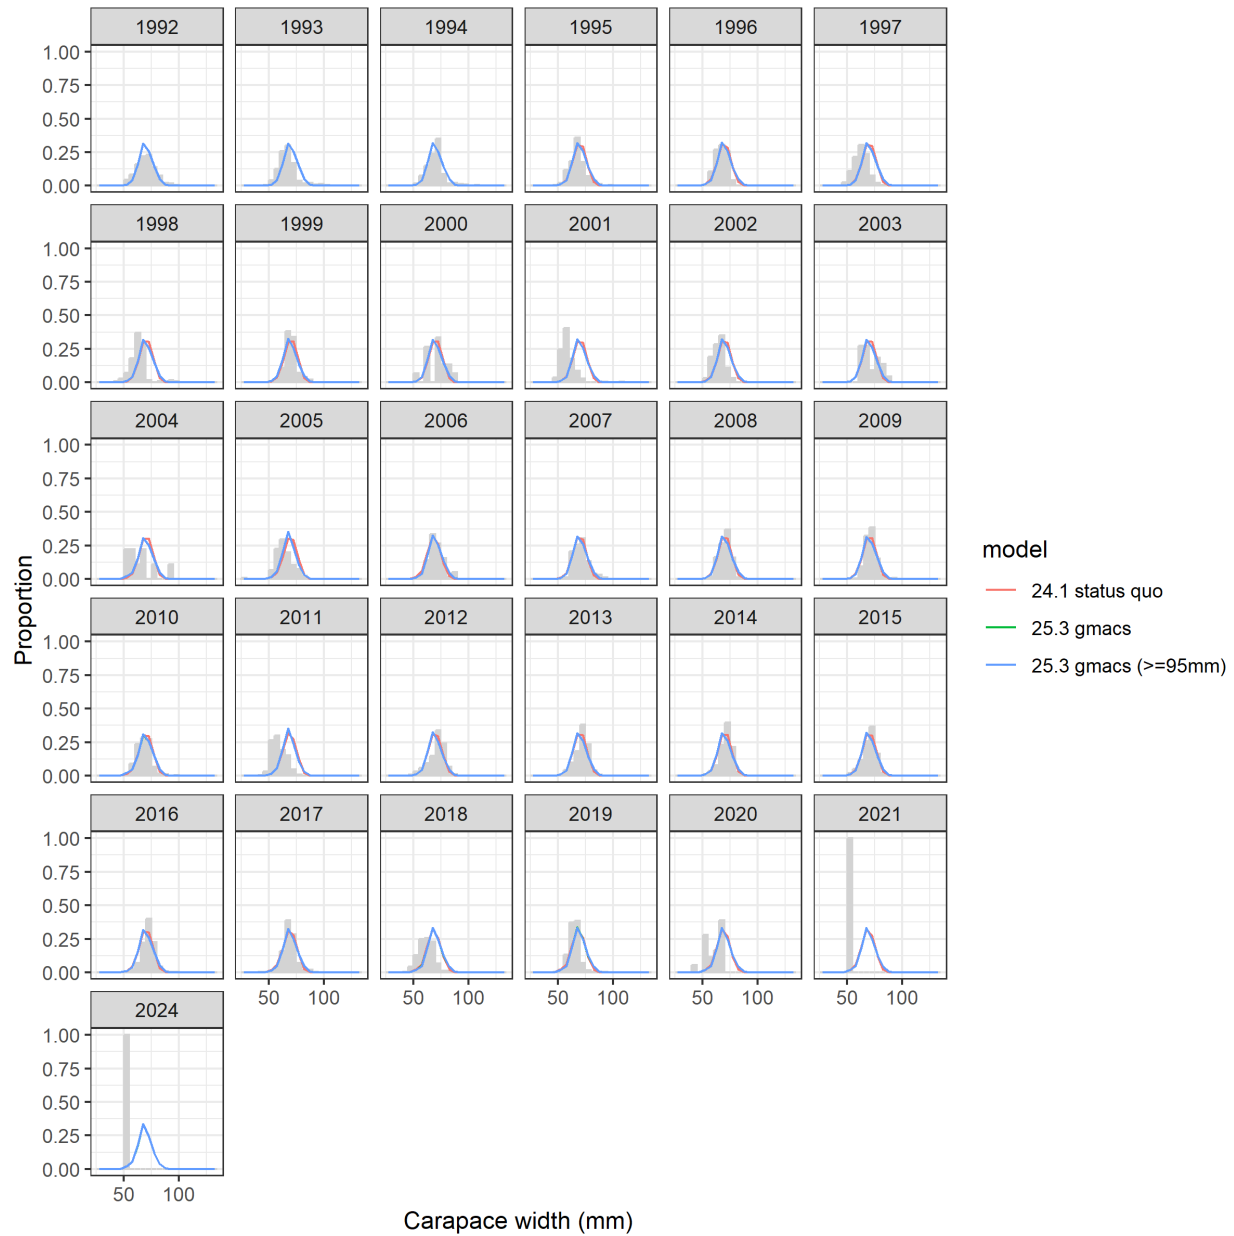 1992 1993 1994 1995 1996 1997
1.00
0.75
0.50
0.25
0.00
1998 1999 2000 2001 2002 2003
1.00
0.75
0.50
0.25
0.00
2004 2005 2006 2007 2008 2009
1.00
0.75
0.50
0.25
0.00
Proportion
model
24.1 status quo
25.3 gmacs
25.3 gmacs (>=95mm)
2010 2011 2012 2013 2014 2015
1.00
0.75
0.50
0.25
0.00
2016 2017 2018 2019 2020 2021
1.00
0.75
0.50
0.25
0.00
50 100 50 100 50 100 50 100 50 100
2024
1.00
0.75
0.50
0.25
0.00
50 100
Carapace width (mm)